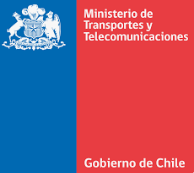 Ministerio de
Transportes y
Telecomunicaciones
Gobierno de Chile